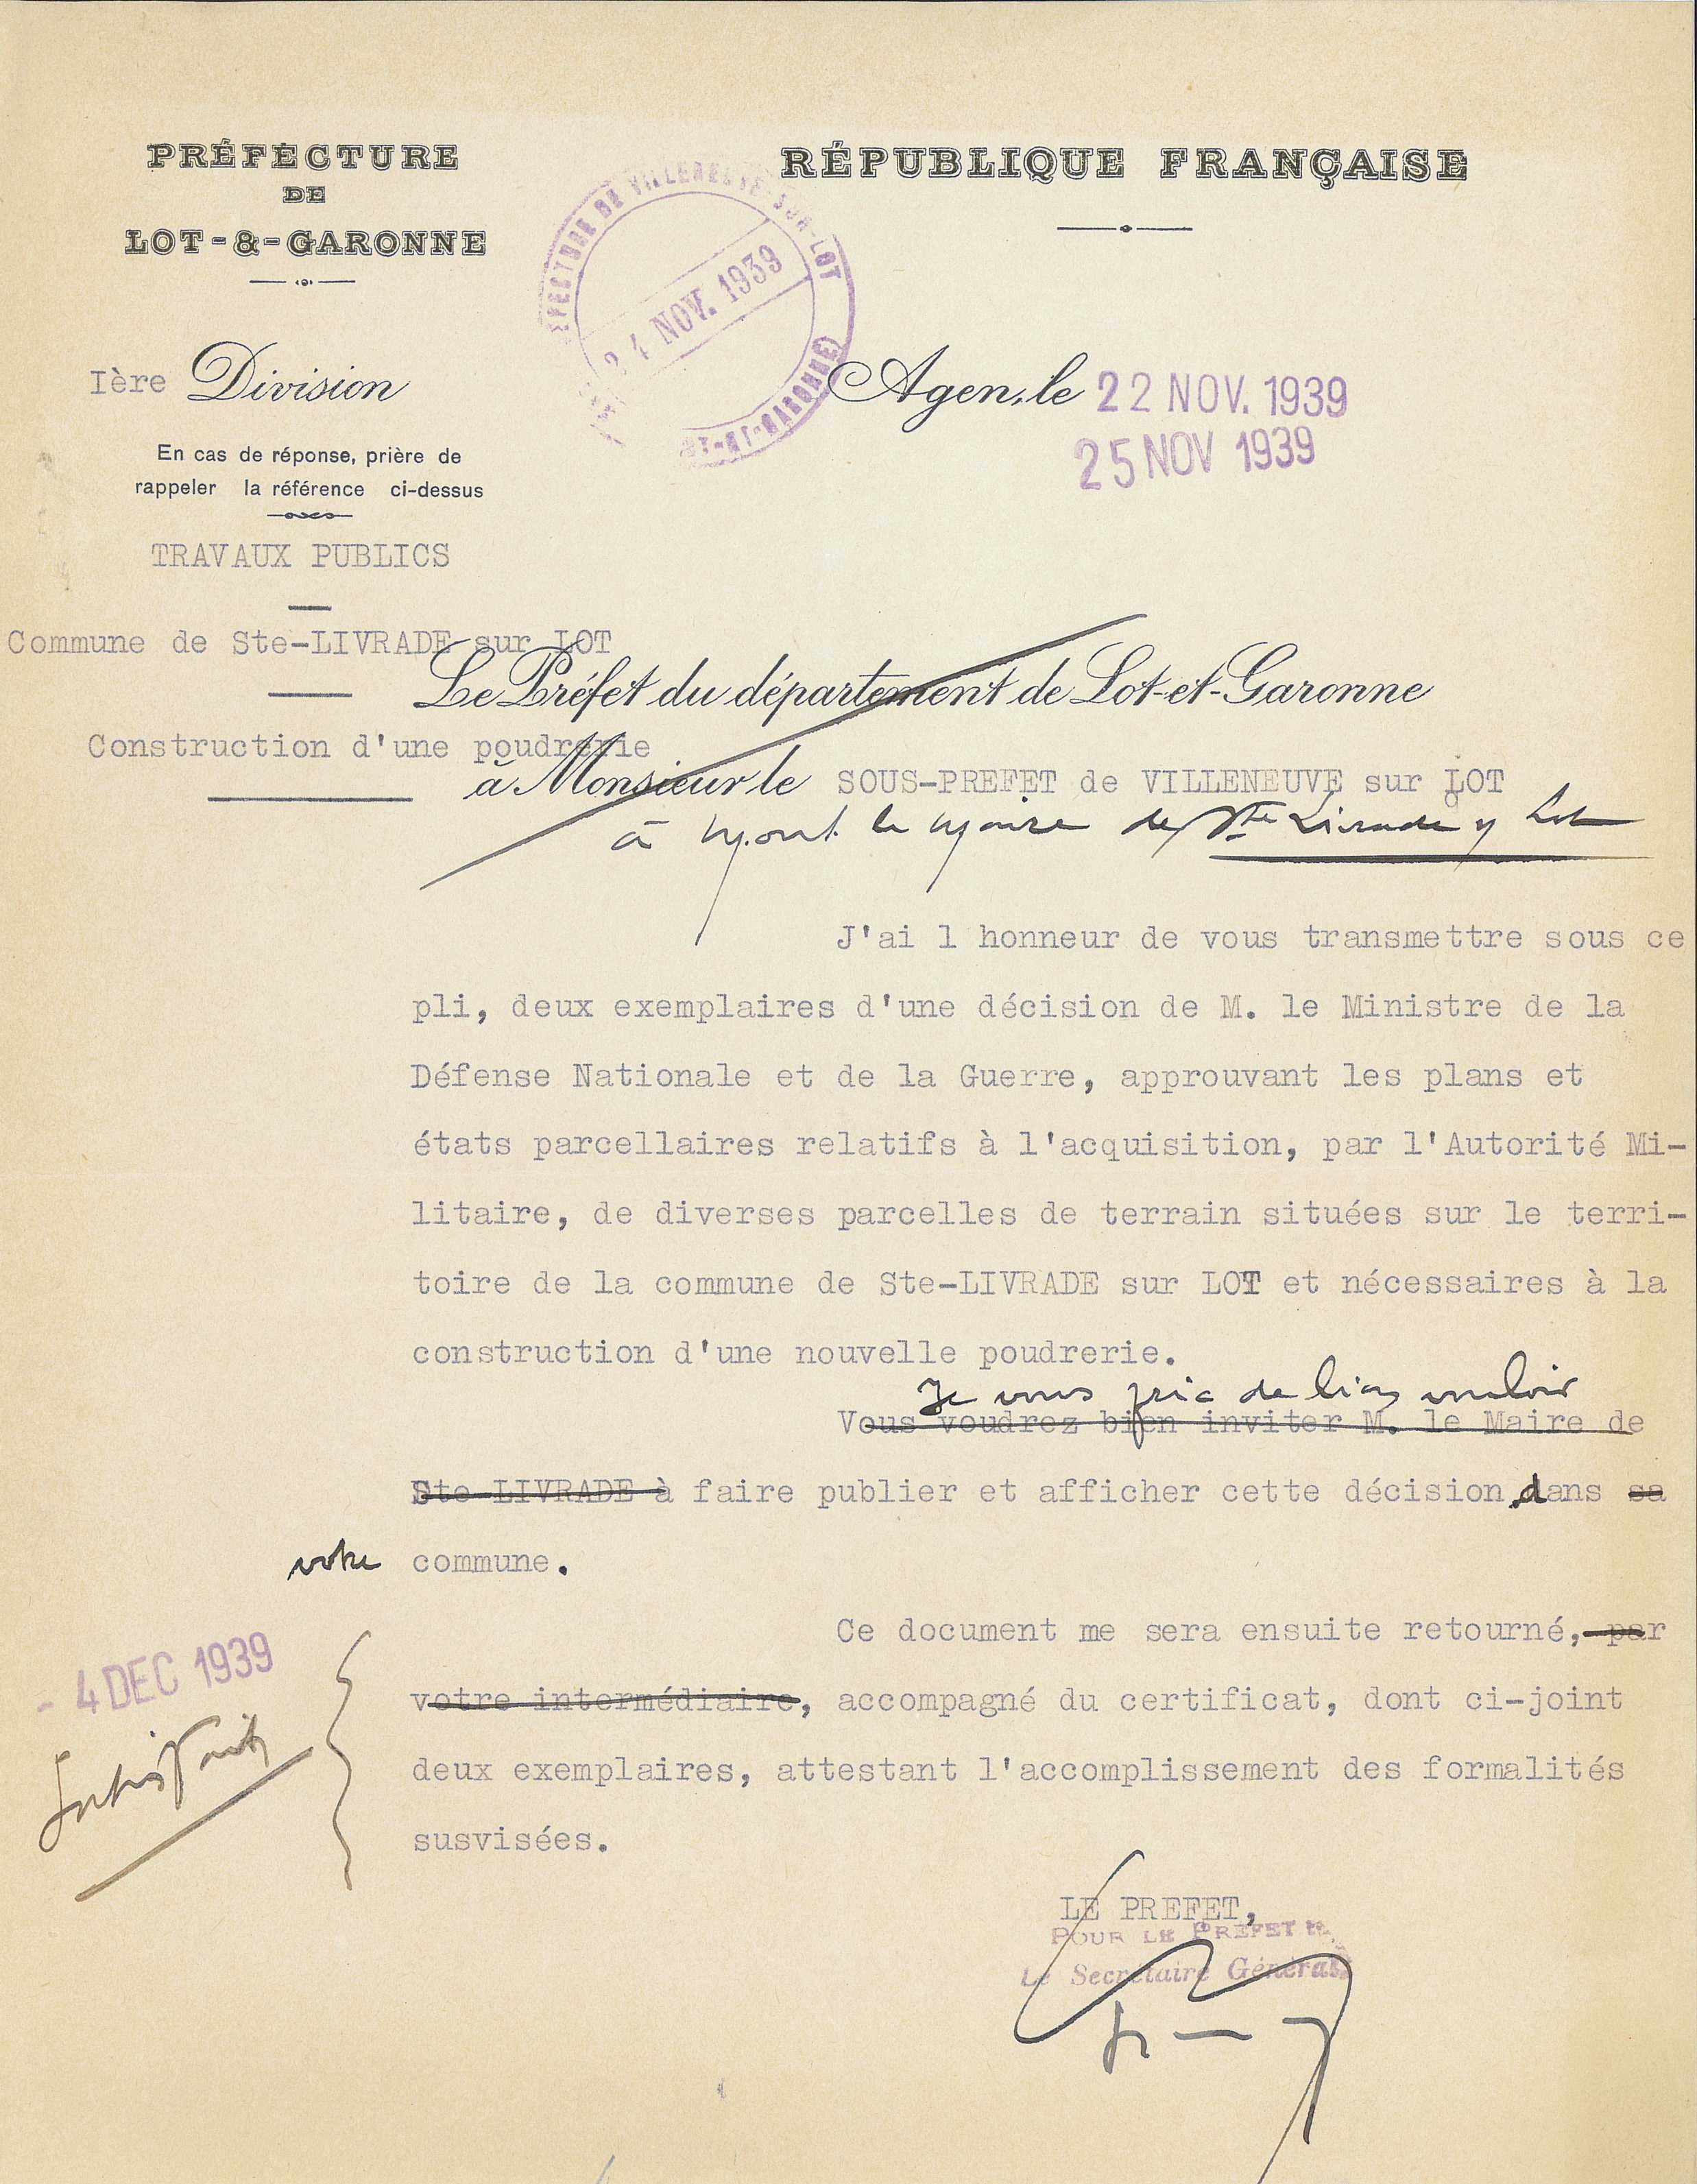 PRÉFECTURE
DE
LOT-&-GARONNE
RÉPUBLIQUE FRANÇAISE
24 NOV. 1939
Ière Division
Agen, le 22 NOV. 1939
25 NOV 1939
En cas de réponse, prière de
rappeler la référence ci-dessus
TRAVAUX PUBLICS
Commune de Ste-LIVRADE sur LOT
Le Préfet du département de Lot-et-Garonne
Construction d'une poudrerie
à Monsieur le SOUS-PREFET de VILLENEUVE sur LOT
à le Maire de Ste Livrade Lot
J'ai l honneur de vous transmettre sous ce
pli, deux exemplaires d'une décision de M. le Ministre de la
Défense Nationale et de la Guerre, approuvant les plans et
états parcellaires relatifs à l'acquisition, par l'Autorité Mi-
litaire, de diverses parcelles de terrain situées sur le terri-
toire de la commune de Ste-LIVRADE sur LOT et nécessaires à la
construction d'une nouvelle poudrerie.
Je vous prie de bien vouloir
Vous voudrez bien inviter M. le Maire de
Ste-LIVRADE à faire publier et afficher cette décision, dans sa
votre commune.
Ce document me sera ensuite retourné, par
votre intermédiaire, accompagné du certificat, dont ci-joint
deux exemplaires, attestant l'accomplissement des formalités
susvisées.
- 4 DEC 1939
Satisfait
LE PREFET,
POUR LE PREFET
Le Secrétaire Général